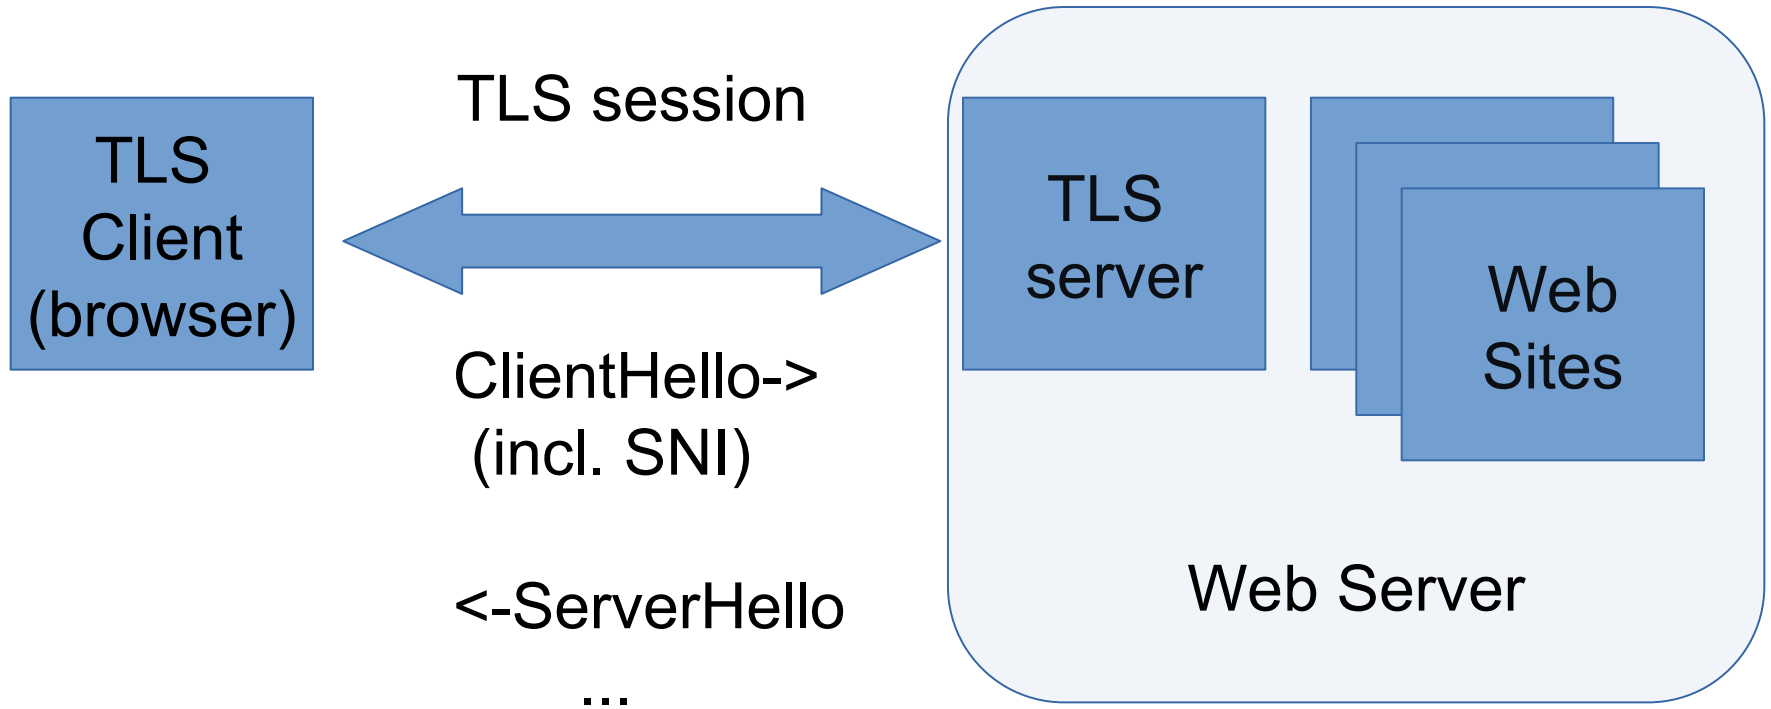 TLS
Client
(browser)
TLS session
ClientHello->
(incl. SNI)
<-ServerHello
...
TLS
server
Web
Sites
Web Server